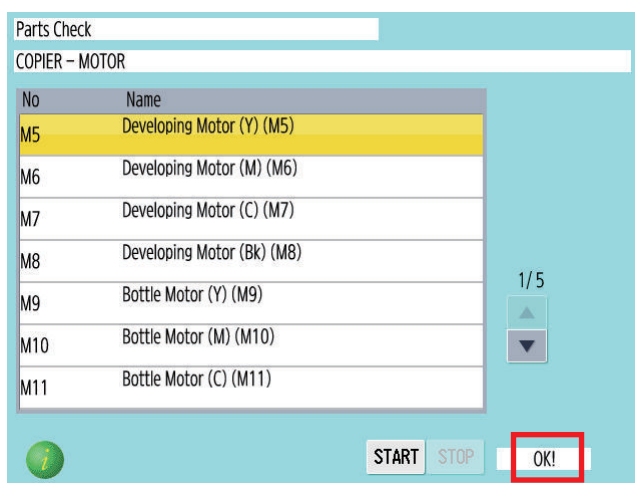 Parts Check
COPIER – MOTOR
No Name
M5 Developing Motor (Y) (M5)
M6 Developing Motor (M) (M6)
M7 Developing Motor (C) (M7)
M8 Developing Motor (Bk) (M8)
M9 Bottle Motor (Y) (M9)
M10 Bottle Motor (M) (M10)
M11 Bottle Motor (C) (M11)
1/5
i
START STOP OK!